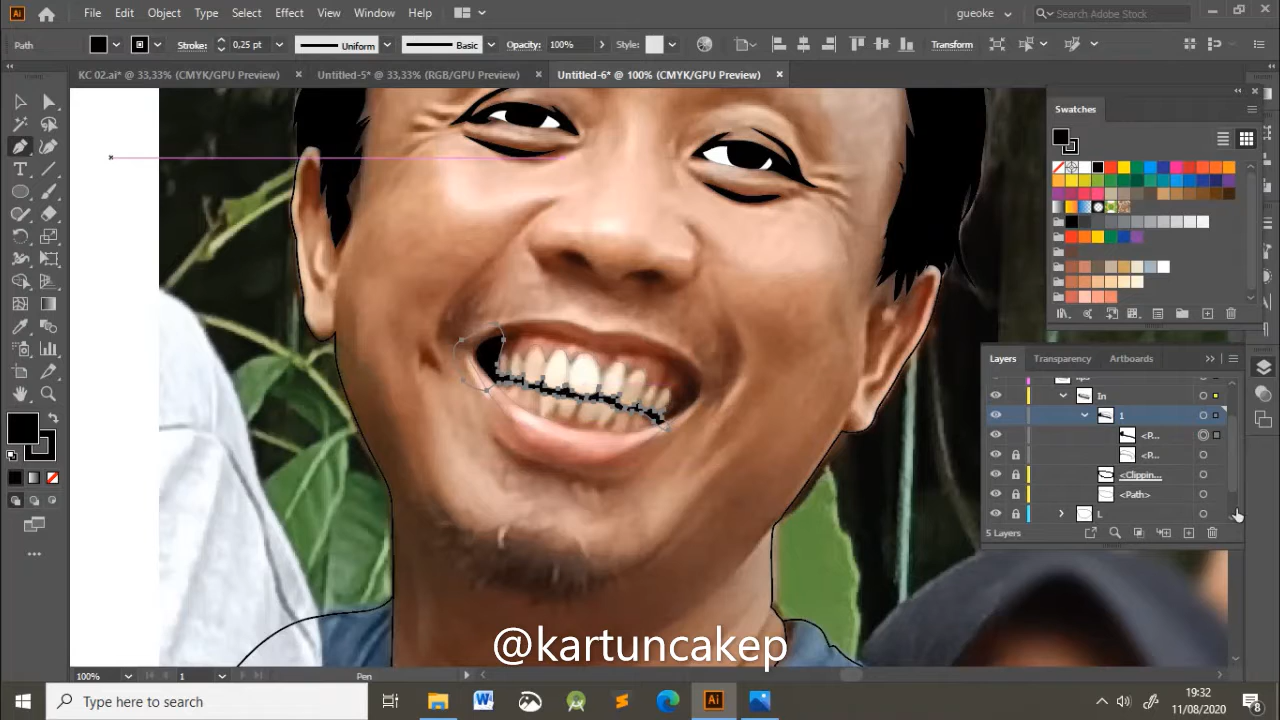 File Edit Object Type Select Effect View Window Help
gueoke
Search Adobe Stock
Path
Stroke: 0,25 pt Uniform Basic Opacity: 100% Style: Transform
KC 02.ai* @ 33,33% (CMYK/GPU Preview)
Untitled-5* @ 33,33% (RGB/GPU Preview)
Untitled-6* @ 100% (CMYK/GPU Preview)
Swatches
Layers Transparency Artboards
In
1
<P...
<P...
<Clippin...
<Path>
L
5 Layers
@kartuncakep
100% 1 Pen
Type here to search
19:32
11/08/2020
8